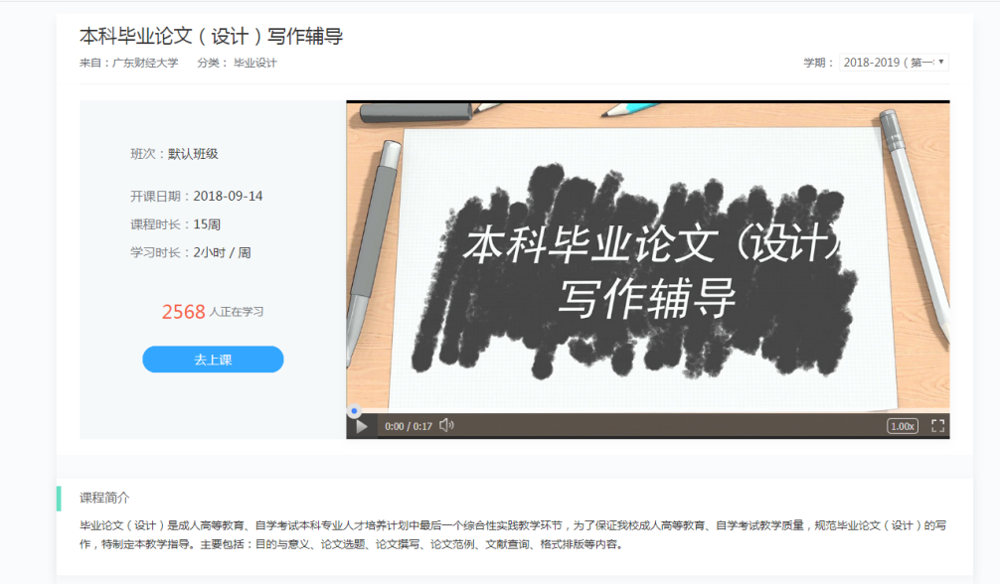 本科毕业论文（设计）写作辅导
来自：广东财经大学 分类： 毕业设计
学期： 2018-2019（第一
班次：默认班级
开课日期：2018-09-14
课程时长：15周
学习时长：2小时 / 周
2568 人正在学习
去上课
本科毕业论文（设计）
写作辅导
0:00 / 0:17
1.00x
课程简介
毕业论文（设计）是成人高等教育、自学考试本科专业人才培养计划中最后一个综合性实践教学环节，为了保证我校成人高等教育、自学考试教学质量，规范毕业论文（设计）的写
作，特制定本教学指导。主要包括：目的与意义、论文选题、论文撰写、论文范例、文献查询、格式排版等内容。